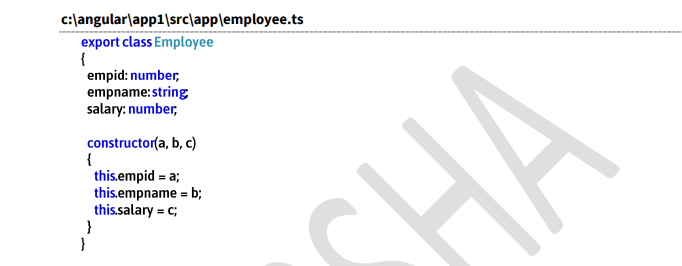 c:\angular\app1\src\app\employee.ts
export class Employee
{
empid: number;
empname: string;
salary: number;
constructor(a, b, c)
{
this.empid = a;
this.empname = b;
this.salary = c;
}
}
SHA